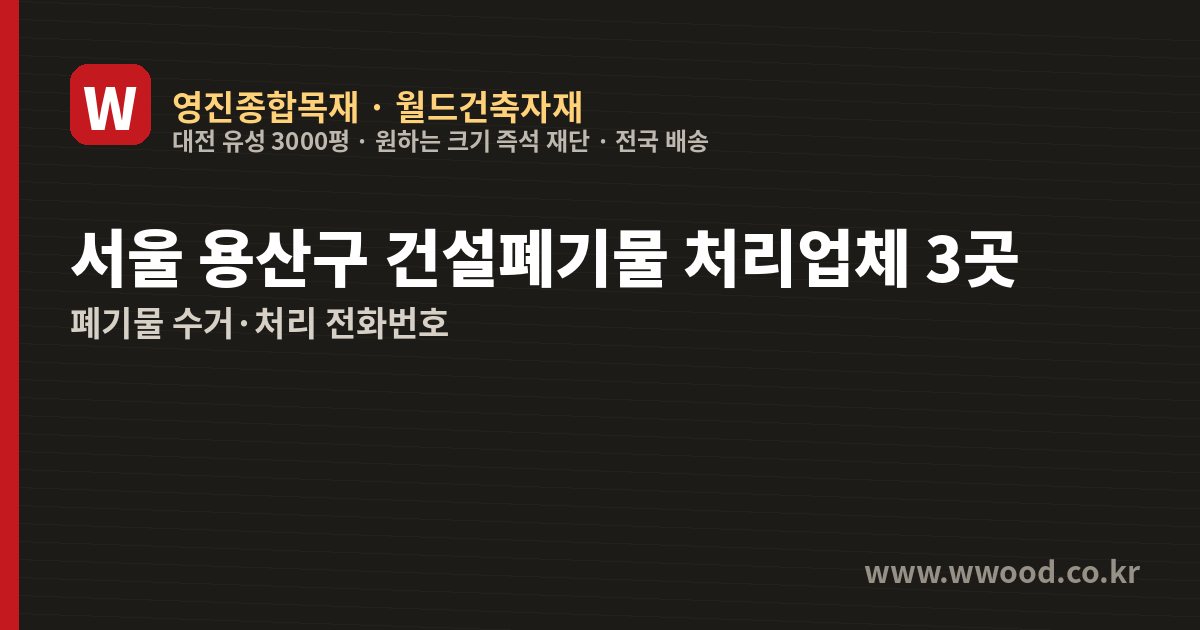 W
영진종합목재 · 월드건축자재
대전 유성 3000평 · 원하는 크기 즉석 재단 · 전국 배송
서울 용산구 건설폐기물 처리업체 3곳
폐기물 수거·처리 전화번호
www.wwood.co.kr